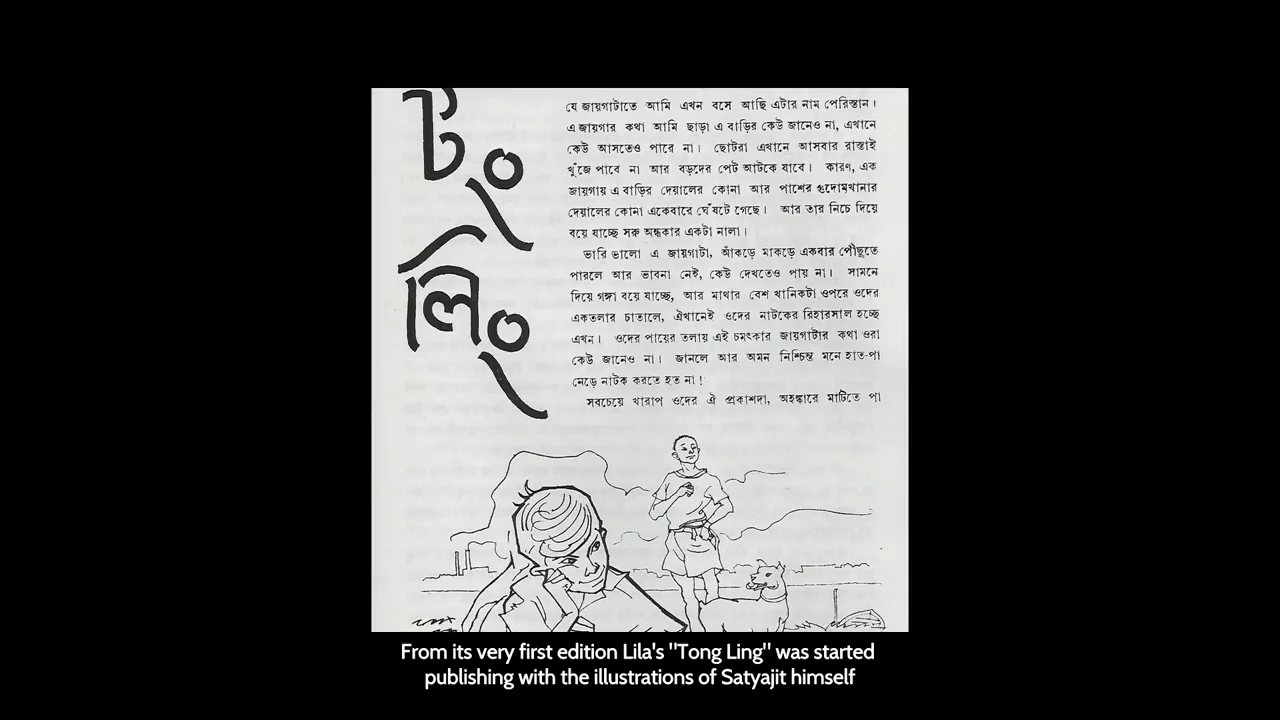 টং
লিং
যে জায়গাটাতে আমি এখন বসে আছি এটার নাম পেরিস্তান।
এ জায়গার কথা আমি ছাড়া এ বাড়ির কেউ জানেও না, এখানে
কেউ আসতেও পারে না। ছোটরা এখানে আসবার রাস্তাই
খুঁজে পাবে না আর বড়দের পেট আটকে যাবে। কারণ, এক
জায়গায় এ বাড়ির দেয়ালের কোনা আর পাশের গুদোমখানার
দেয়ালের কোনা একেবারে ঘেঁষটে গেছে। আর তার নিচে দিয়ে
বয়ে যাচ্ছে সরু অন্ধকার একটা নালা।
ভারি ভালো এ জায়গাটা, আঁকড়ে মাকড়ে একবার পৌঁছুতে
পারলে আর ভাবনা নেই, কেউ দেখতেও পায় না। সামনে
দিয়ে গঙ্গা বয়ে যাচ্ছে, আর মাথার বেশ খানিকটা ওপরে ওদের
একতলার চাতালে, ঐখানেই ওদের নাটকের রিহারসাল হচ্ছে
এখন। ওদের পায়ের তলায় এই চমৎকার জায়গাটার কথা ওরা
কেউ জানেও না। জানলে আর অমন নিশ্চিন্ত মনে হাত-পা
নেড়ে নাটক করতে হত না!
সবচেয়ে খারাপ ওদের ঐ প্রকাশদা, অহঙ্কারে মাটিতে পা
From its very first edition Lila's "Tong Ling" was started
publishing with the illustrations of Satyajit himself